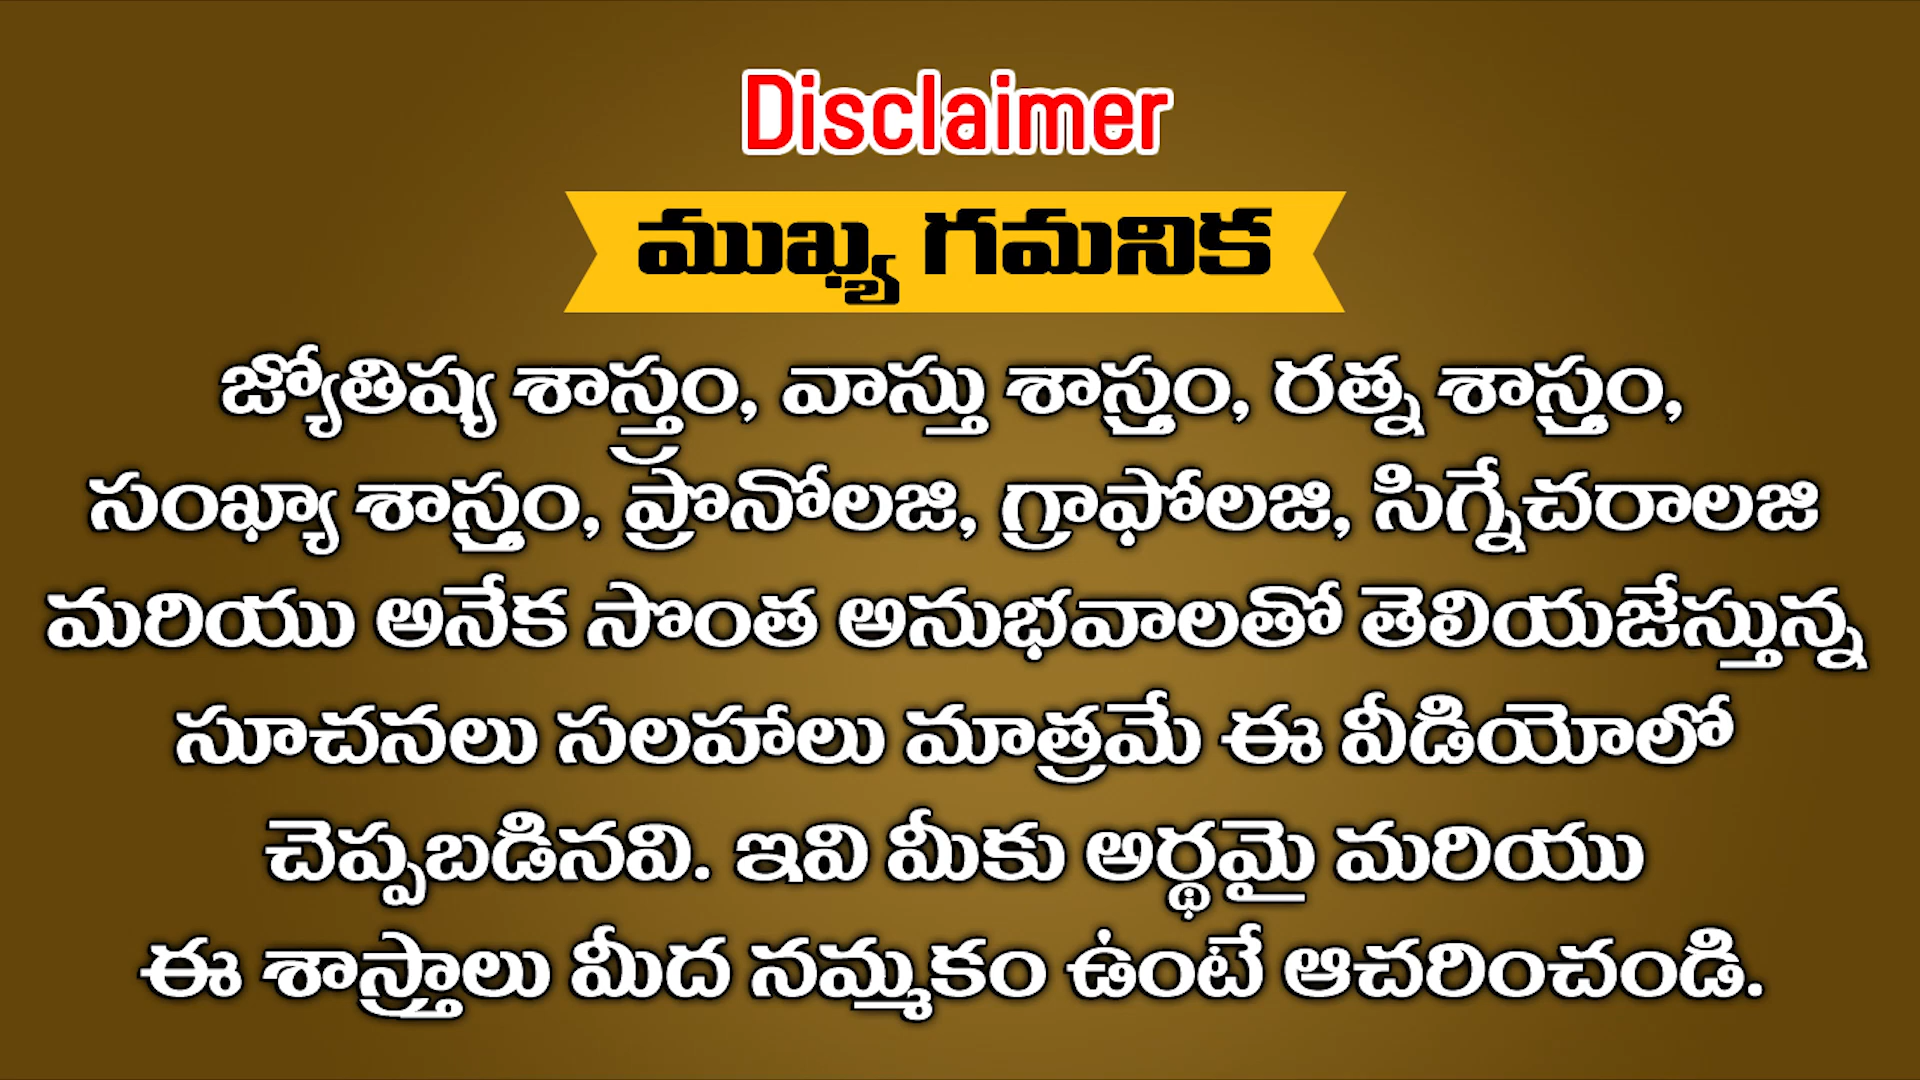 Disclaimer
ముఖ్య గమనిక
జ్యోతిష్య శాస్త్రం, వాస్తు శాస్త్రం, రత్న శాస్త్రం,
సంఖ్యా శాస్త్రం, ప్రొనోలజి, గ్రాఫోలజి, సిగ్నేచరాలజి
మరియు అనేక సొంత అనుభవాలతో తెలియజేస్తున్న
సూచనలు సలహాలు మాత్రమే ఈ వీడియోలో
చెప్పబడినవి. ఇవి మీకు అర్థమై మరియు
ఈ శాస్త్రాలు మీద నమ్మకం ఉంటే ఆచరించండి.